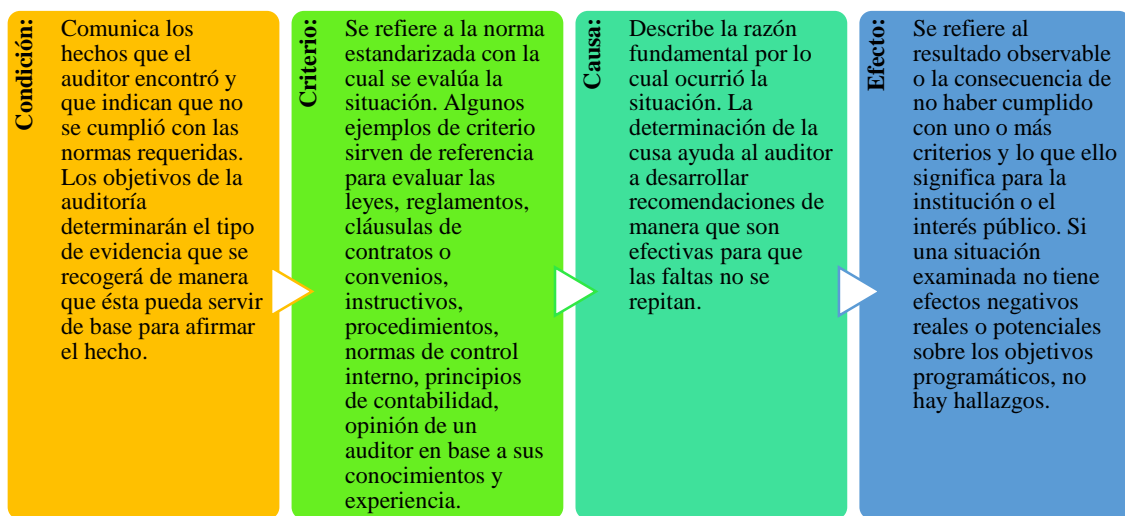 Condición:
Comunica los
hechos que el
auditor encontró y
que indican que no
se cumplió con las
normas requeridas.
Los objetivos de la
auditoría
determinarán el tipo
de evidencia que se
recogerá de manera
que ésta pueda servir
de base para afirmar
el hecho.
Criterio:
Se refiere a la norma
estandarizada con la
cual se evalúa la
situación. Algunos
ejemplos de criterio
sirven de referencia
para evaluar las
leyes, reglamentos,
cláusulas de
contratos o
convenios,
instructivos,
procedimientos,
normas de control
interno, principios
de contabilidad,
opinión de un
auditor en base a sus
conocimientos y
experiencia.
Causa:
Describe la razón
fundamental por lo
cual ocurrió la
situación. La
determinación de la
cusa ayuda al auditor
a desarrollar
recomendaciones de
manera que son
efectivas para que
las faltas no se
repitan.
Efecto:
Se refiere al
resultado observable
o la consecuencia de
no haber cumplido
con uno o más
criterios y lo que ello
significa para la
institución o el
interés público. Si
una situación
examinada no tiene
efectos negativos
reales o potenciales
sobre los objetivos
programáticos, no
hay hallazgos.